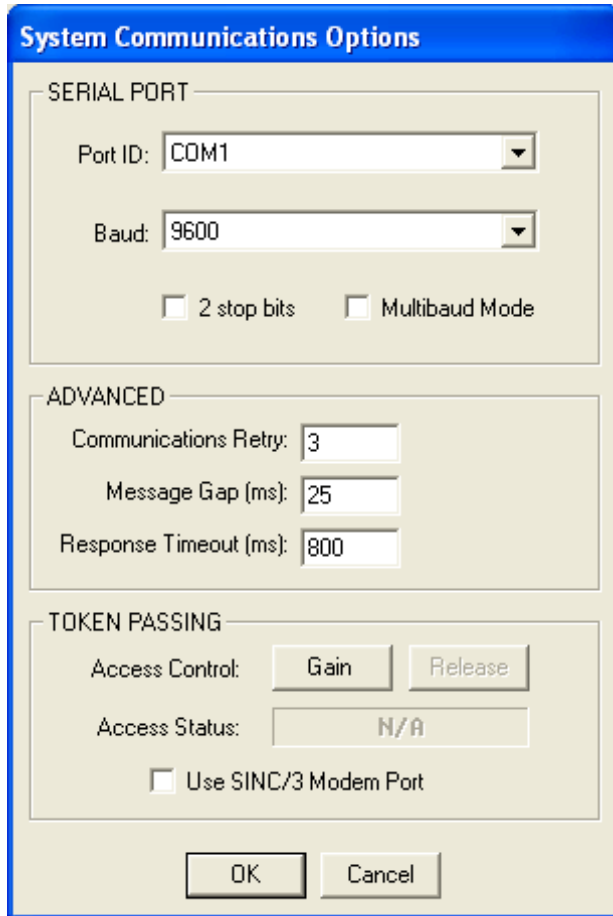 System Communications Options
SERIAL PORT
Port ID: COM1
Baud: 9600
2 stop bits Multibaud Mode
ADVANCED
Communications Retry: 3
Message Gap (ms): 25
Response Timeout (ms): 800
TOKEN PASSING
Access Control: Gain Release
Access Status: N/A
Use SINC/3 Modem Port
OK Cancel